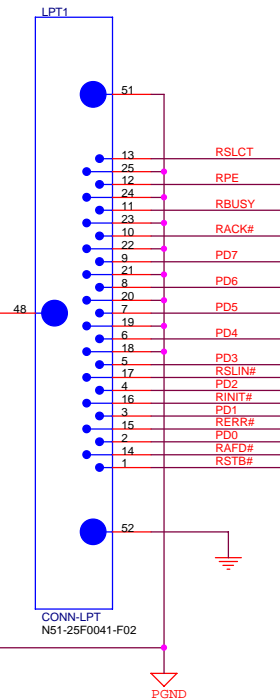 LPT1
51
13 RSLCT
25
12 RPE
24
11 RBUSY
23
10 RACK#
22
9 PD7
21
8 PD6
20
48
7 PD5
19
6 PD4
18
5 PD3
17 RSLIN#
4 PD2
16 RINIT#
3 PD1
15 RERR#
2 PD0
14 RAFD#
1 RSTB#
52
CONN-LPT
N51-25F0041-F02
PGND